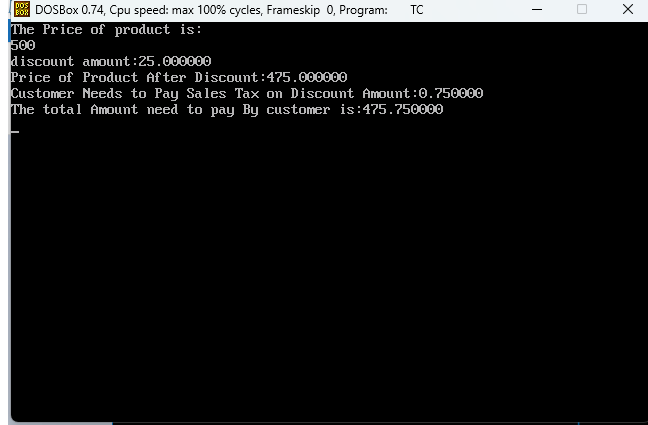 DOS BOX DOSBox 0.74, Cpu speed: max 100% cycles, Frameskip 0, Program: TC
The Price of product is:
500
discount amount:25.000000
Price of Product After Discount:475.000000
Customer Needs to Pay Sales Tax on Discount Amount:0.750000
The total Amount need to pay By customer is:475.750000